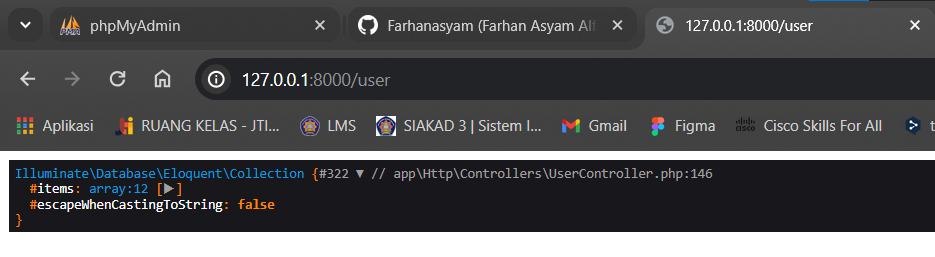 phpMyAdmin
Farhanasyam (Farhan Asyam Alf
127.0.0.1:8000/user
127.0.0.1:8000/user
Aplikasi
RUANG KELAS - JTI...
LMS
SIAKAD 3 | Sistem I...
Gmail
Figma
Cisco Skills For All
t
Illuminate\Database\Eloquent\Collection {#322 ▼ // app\Http\Controllers\UserController.php:146
#items: array:12 [▶]
#escapeWhenCastingToString: false
}